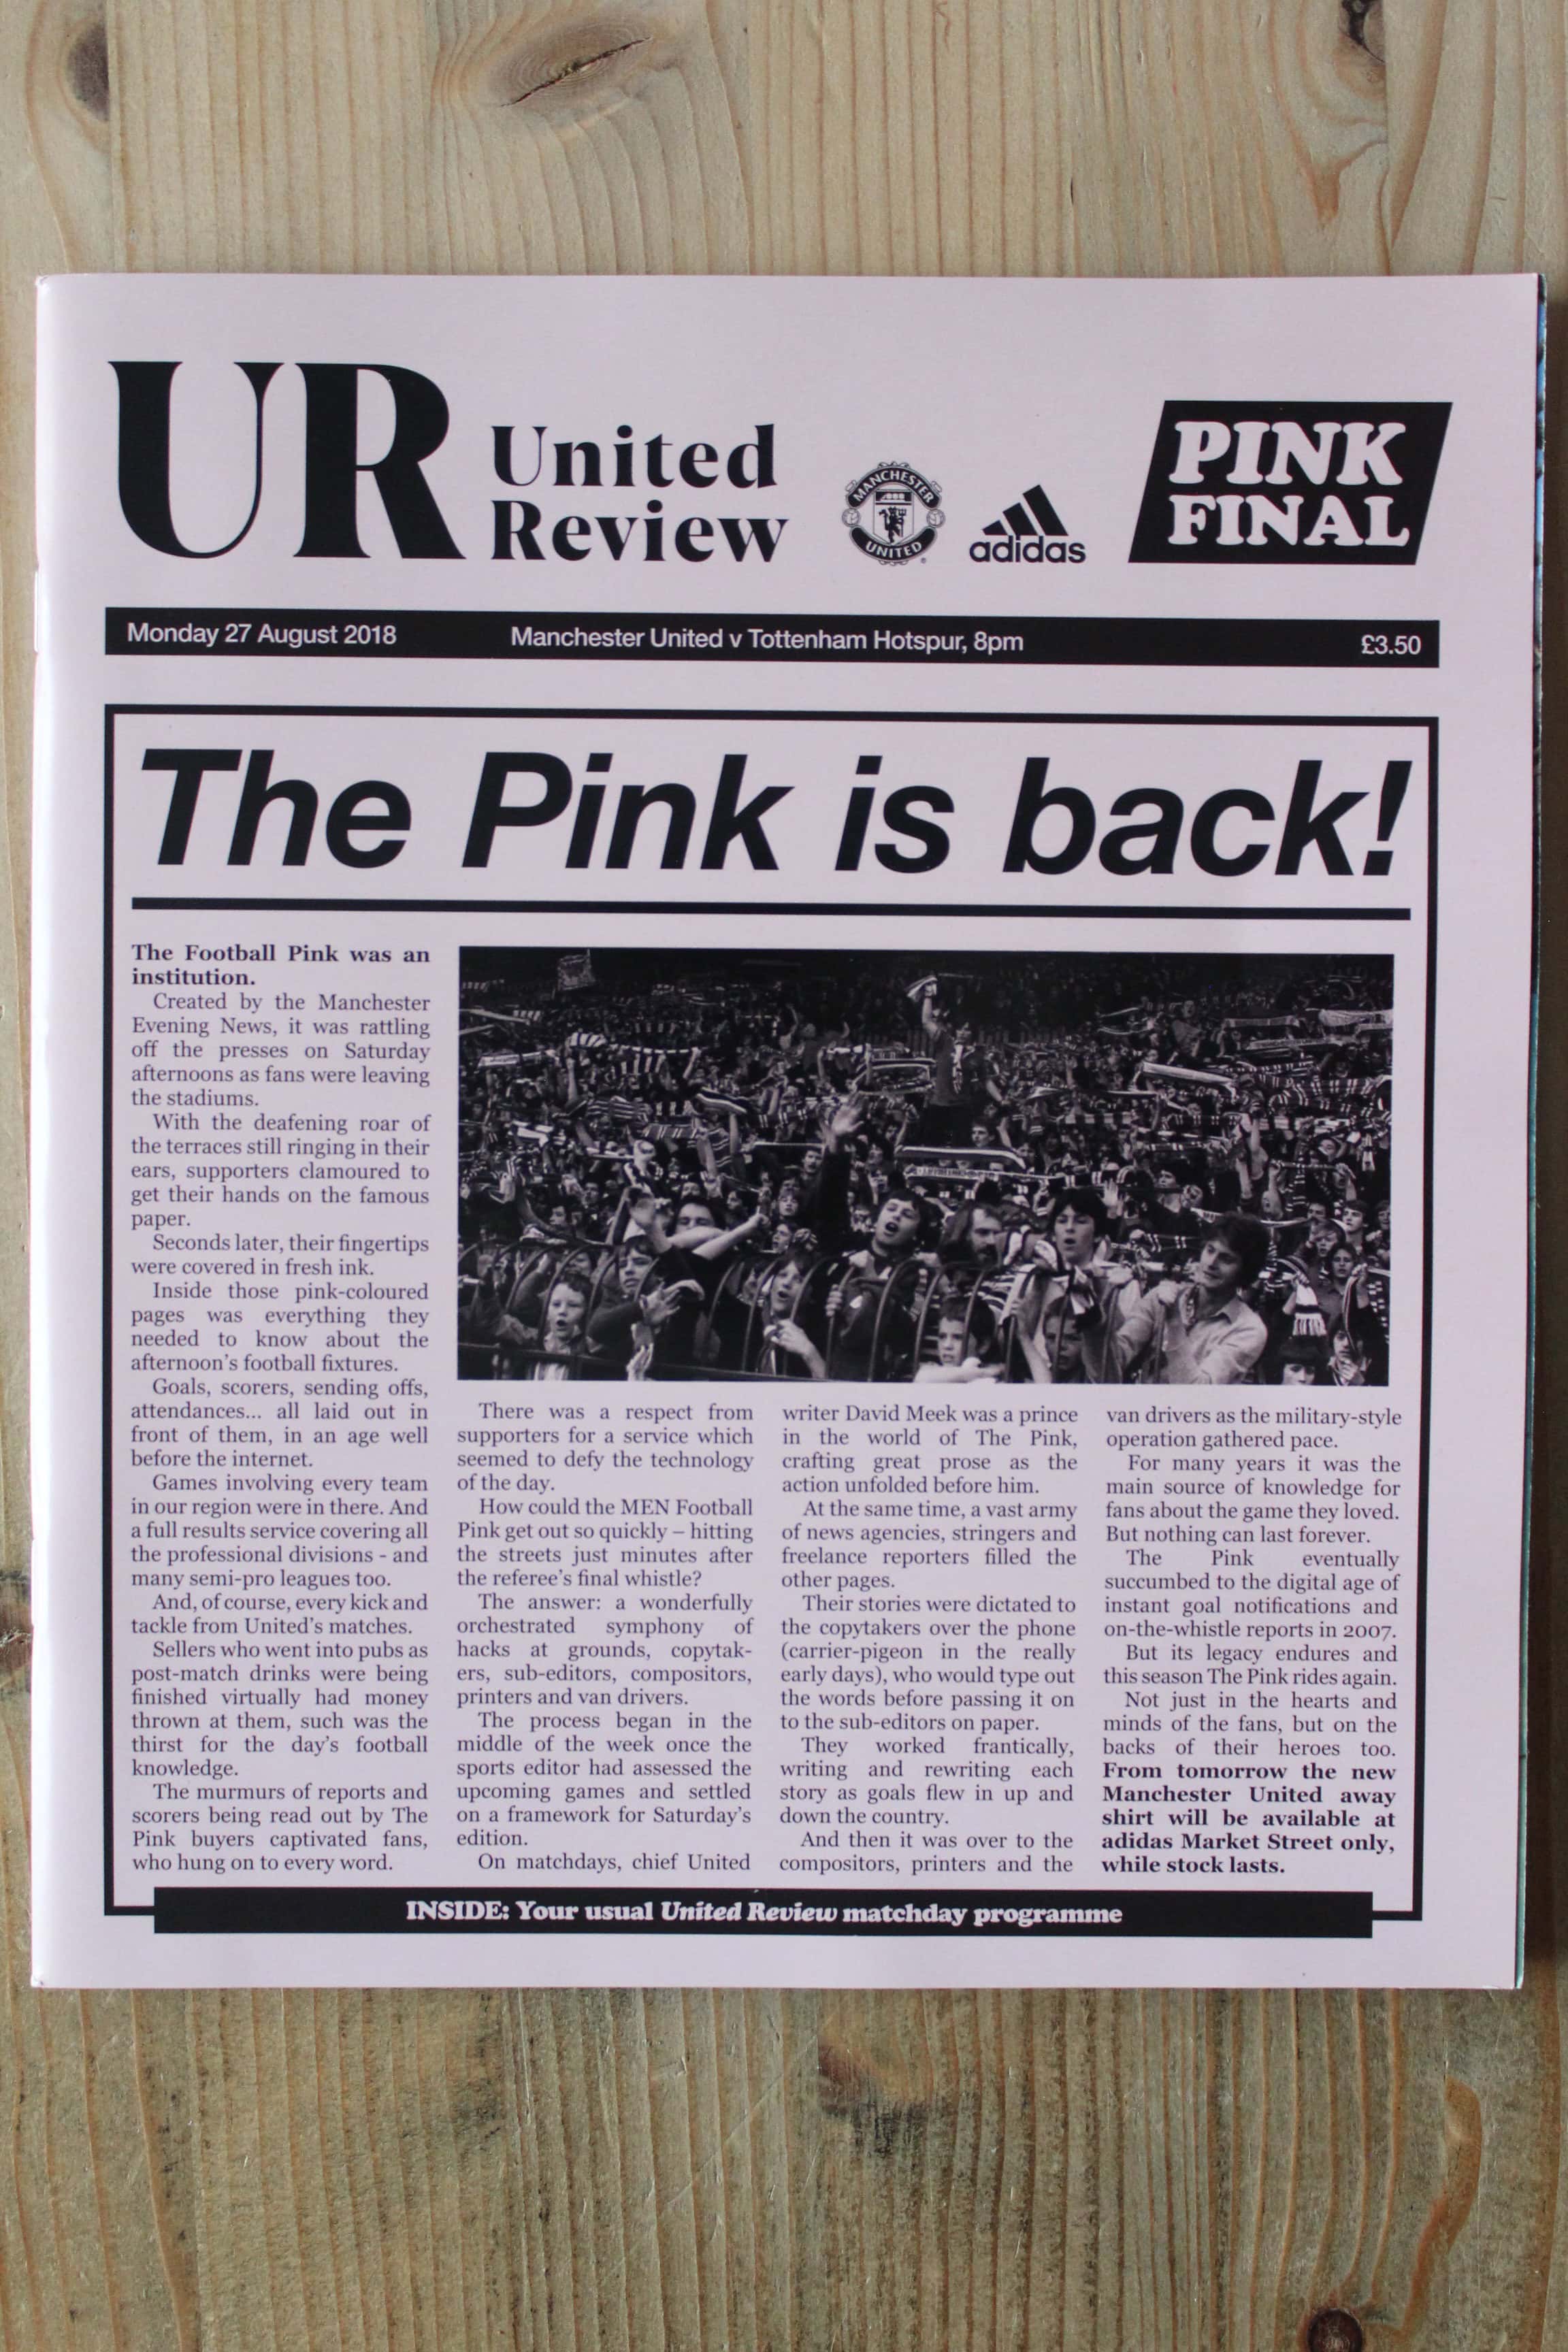 UR
United
Review
MANCHESTER
UNITED
adidas
PINK
FINAL
Monday 27 August 2018
Manchester United v Tottenham Hotspur, 8pm
£3.50
The Pink is back!
The Football Pink was an
institution.
Created by the Manchester
Evening News, it was rattling
off the presses on Saturday
afternoons as fans were leaving
the stadiums.
With the deafening roar of
the terraces still ringing in their
ears, supporters clamoured to
get their hands on the famous
paper.
Seconds later, their fingertips
were covered in fresh ink.
Inside those pink-coloured
pages was everything they
needed to know about the
afternoon's football fixtures.
Goals, scorers, sending offs,
attendances... all laid out in
front of them, in an age well
before the internet.
Games involving every team
in our region were in there. And
a full results service covering all
the professional divisions - and
many semi-pro leagues too.
And, of course, every kick and
tackle from United's matches.
Sellers who went into pubs as
post-match drinks were being
finished virtually had money
thrown at them, such was the
thirst for the day's football
knowledge.
The murmurs of reports and
scorers being read out by The
Pink buyers captivated fans,
who hung on to every word.
There was a respect from
supporters for a service which
seemed to defy the technology
of the day.
How could the MEN Football
Pink get out so quickly – hitting
the streets just minutes after
the referee's final whistle?
The answer: a wonderfully
orchestrated symphony of
hacks at grounds, copytak-
ers, sub-editors, compositors,
printers and van drivers.
The process began in the
middle of the week once the
sports editor had assessed the
upcoming games and settled
on a framework for Saturday's
edition.
On matchdays, chief United
writer David Meek was a prince
in the world of The Pink,
crafting great prose as the
action unfolded before him.
At the same time, a vast army
of news agencies, stringers and
freelance reporters filled the
other pages.
Their stories were dictated to
the copytakers over the phone
(carrier-pigeon in the really
early days), who would type out
the words before passing it on
to the sub-editors on paper.
They worked frantically,
writing and rewriting each
story as goals flew in up and
down the country.
And then it was over to the
compositors, printers and the
van drivers as the military-style
operation gathered pace.
For many years it was the
main source of knowledge for
fans about the game they loved.
But nothing can last forever.
The Pink eventually
succumbed to the digital age of
instant goal notifications and
on-the-whistle reports in 2007.
But its legacy endures and
this season The Pink rides again.
Not just in the hearts and
minds of the fans, but on the
backs of their heroes too.
From tomorrow the new
Manchester United away
shirt will be available at
adidas Market Street only,
while stock lasts.
INSIDE: Your usual United Review matchday programme